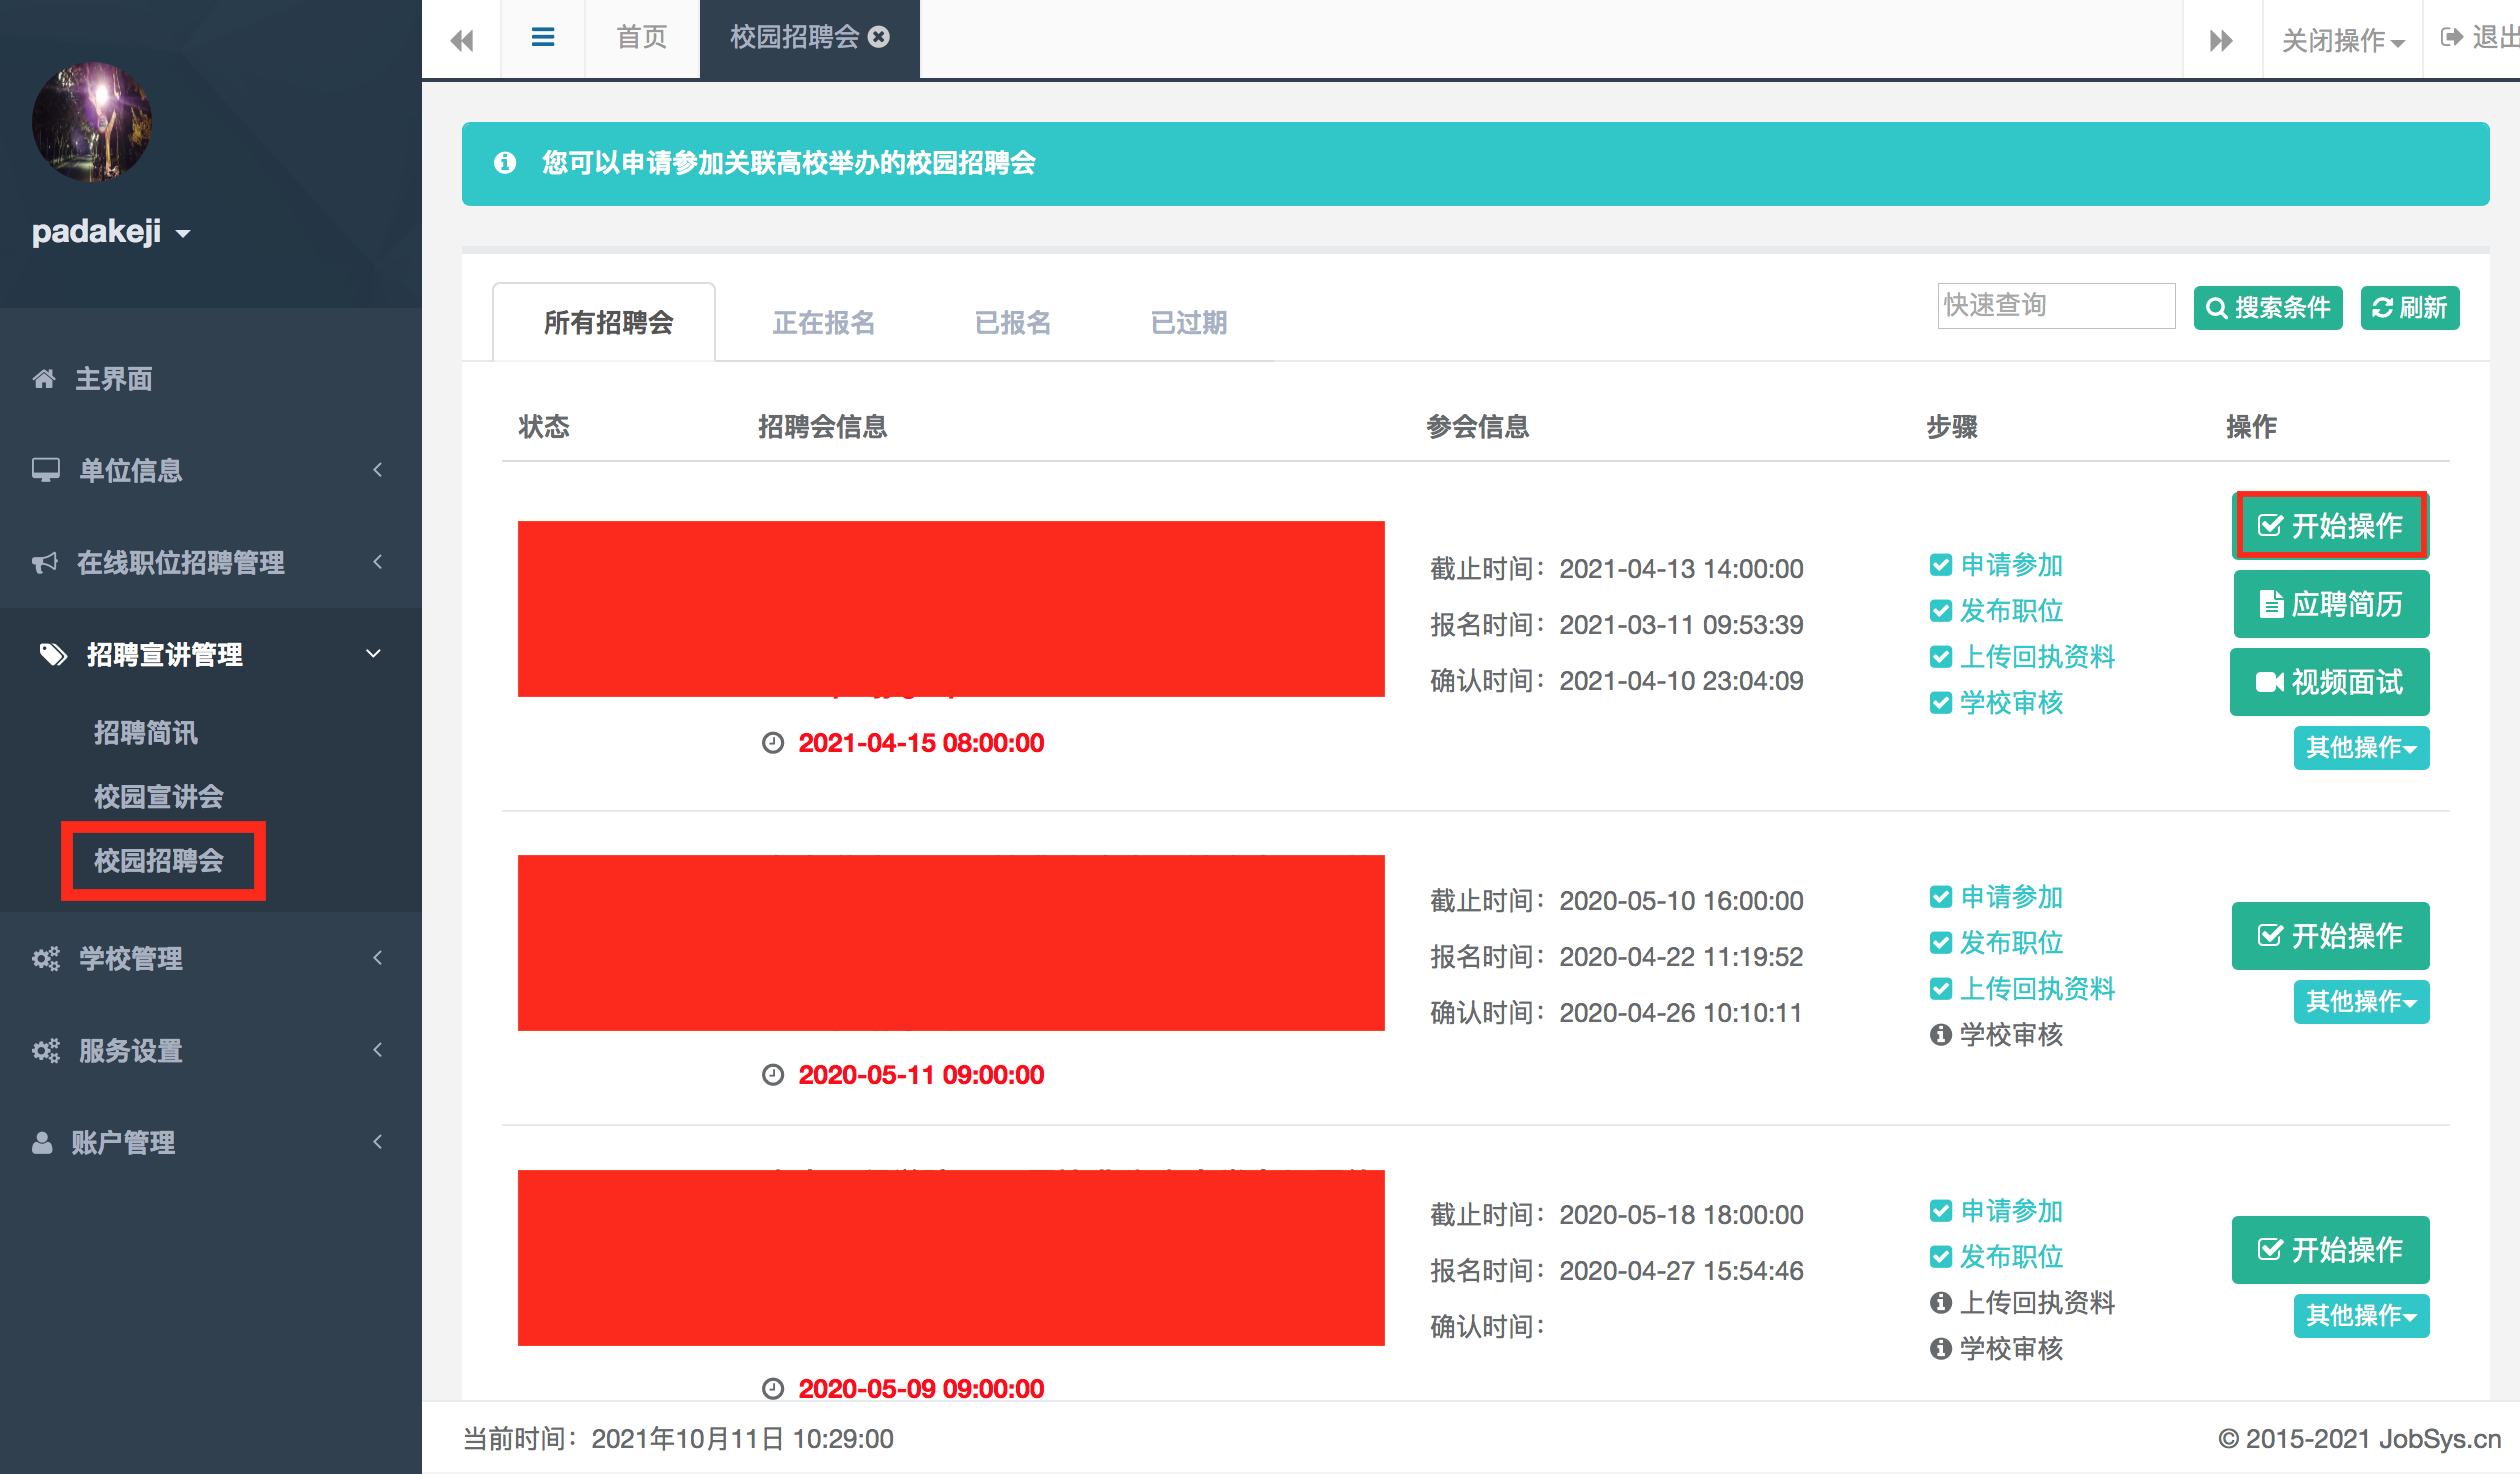 首页
校园招聘会
关闭操作
退出
padakeji
主界面
单位信息
在线职位招聘管理
招聘宣讲管理
招聘简讯
校园宣讲会
校园招聘会
学校管理
服务设置
账户管理
您可以申请参加关联高校举办的校园招聘会
所有招聘会
正在报名
已报名
已过期
快速查询
搜索条件
刷新
状态
招聘会信息
参会信息
步骤
操作
2021-04-15 08:00:00
截止时间：2021-04-13 14:00:00
报名时间：2021-03-11 09:53:39
确认时间：2021-04-10 23:04:09
申请参加
发布职位
上传回执资料
学校审核
开始操作
应聘简历
视频面试
其他操作
2020-05-11 09:00:00
截止时间：2020-05-10 16:00:00
报名时间：2020-04-22 11:19:52
确认时间：2020-04-26 10:10:11
申请参加
发布职位
上传回执资料
学校审核
开始操作
其他操作
2020-05-09 09:00:00
截止时间：2020-05-18 18:00:00
报名时间：2020-04-27 15:54:46
确认时间：
申请参加
发布职位
上传回执资料
学校审核
开始操作
其他操作
当前时间：2021年10月11日 10:29:00
© 2015-2021 JobSys.cn